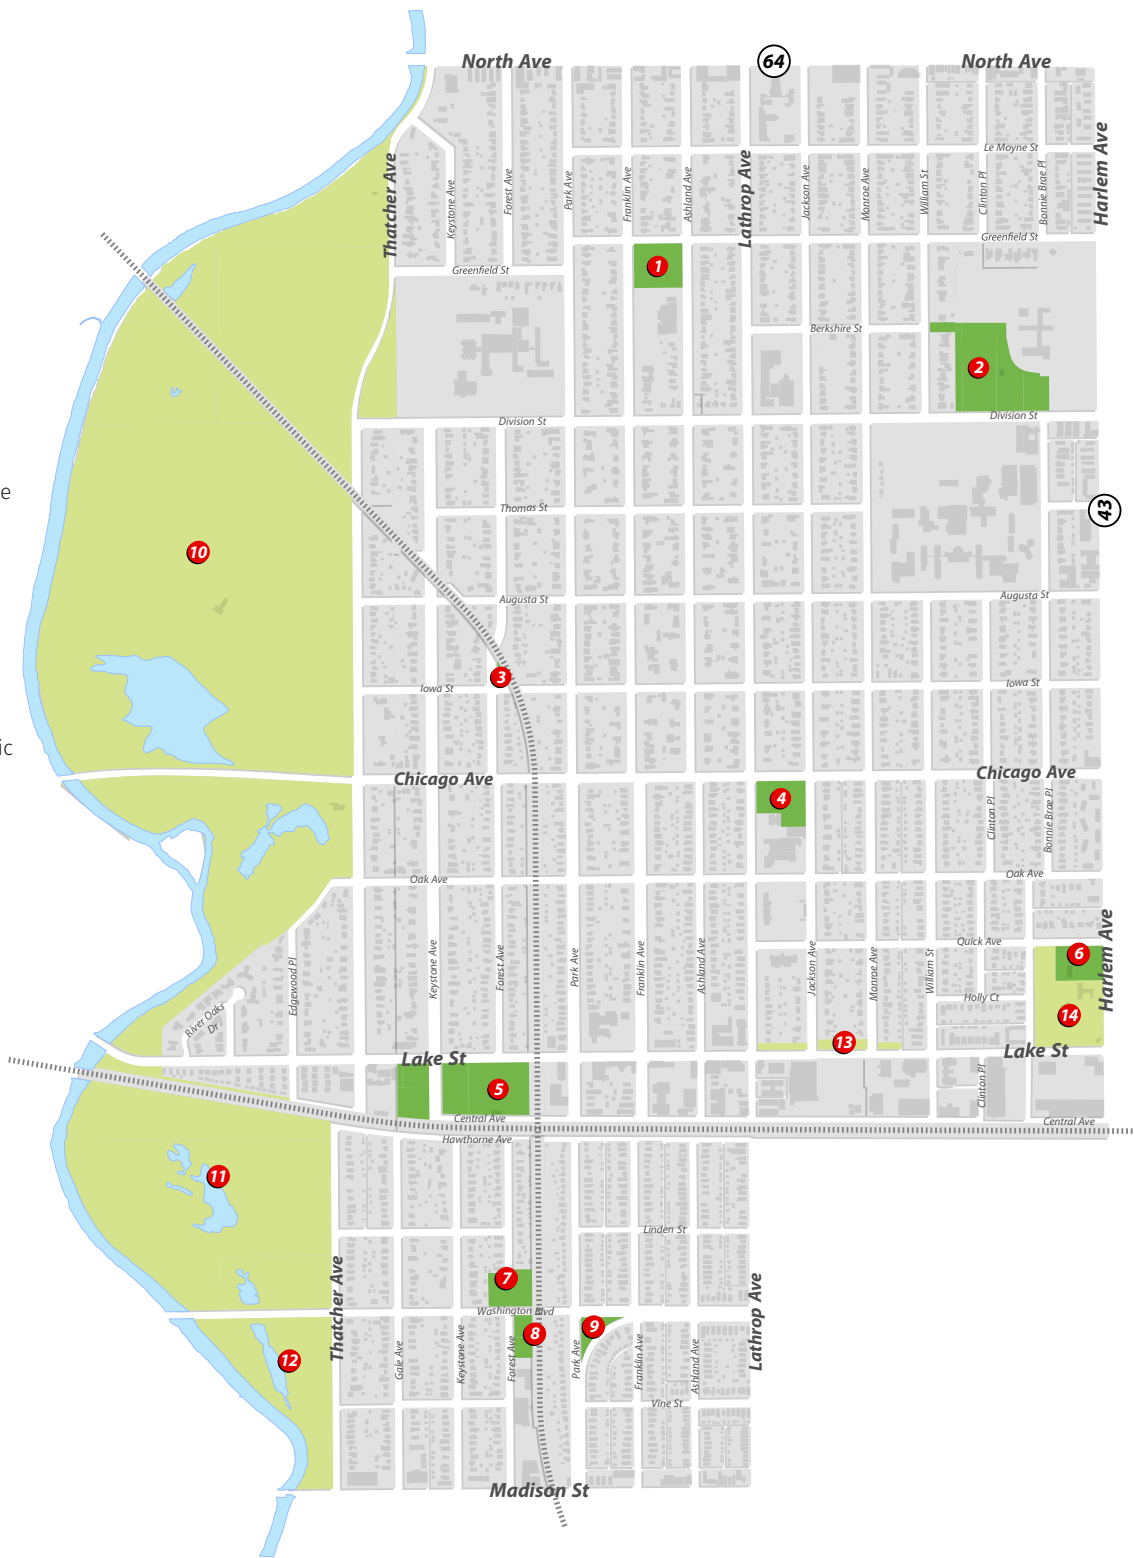 North Ave
64
North Ave
Le Moyne St
Thatcher Ave
Keystone Ave
Forest Ave
Park Ave
Franklin Ave
Ashland Ave
Lathrop Ave
Jackson Ave
Monroe Ave
William St
Clinton Pl
Bonnie Brae Pl
Harlem Ave
Greenfield St
Greenfield St
1
Berkshire St
2
Division St
Division St
e
Thomas St
43
10
Augusta St
Augusta St
3
Iowa St
Iowa St
ic
Chicago Ave
Chicago Ave
4
Clinton Pl
Bonnie Brae Pl
Oak Ave
Oak Ave
Edgewood Pl
Keystone Ave
Forest Ave
Park Ave
Franklin Ave
Ashland Ave
Jackson Ave
Monroe Ave
William St
Quick Ave
6
Harlem Ave
Holly Ct
14
River Oaks
Dr
13
Lake St
Lake St
5
Clinton Pl
Central Ave
Central Ave
Hawthorne Ave
11
Linden St
7
Thatcher Ave
Washington Blvd
8
9
Lathrop Ave
12
Gale Ave
Keystone Ave
Forest Ave
Park Ave
Franklin Ave
Ashland Ave
Vine St
Madison St